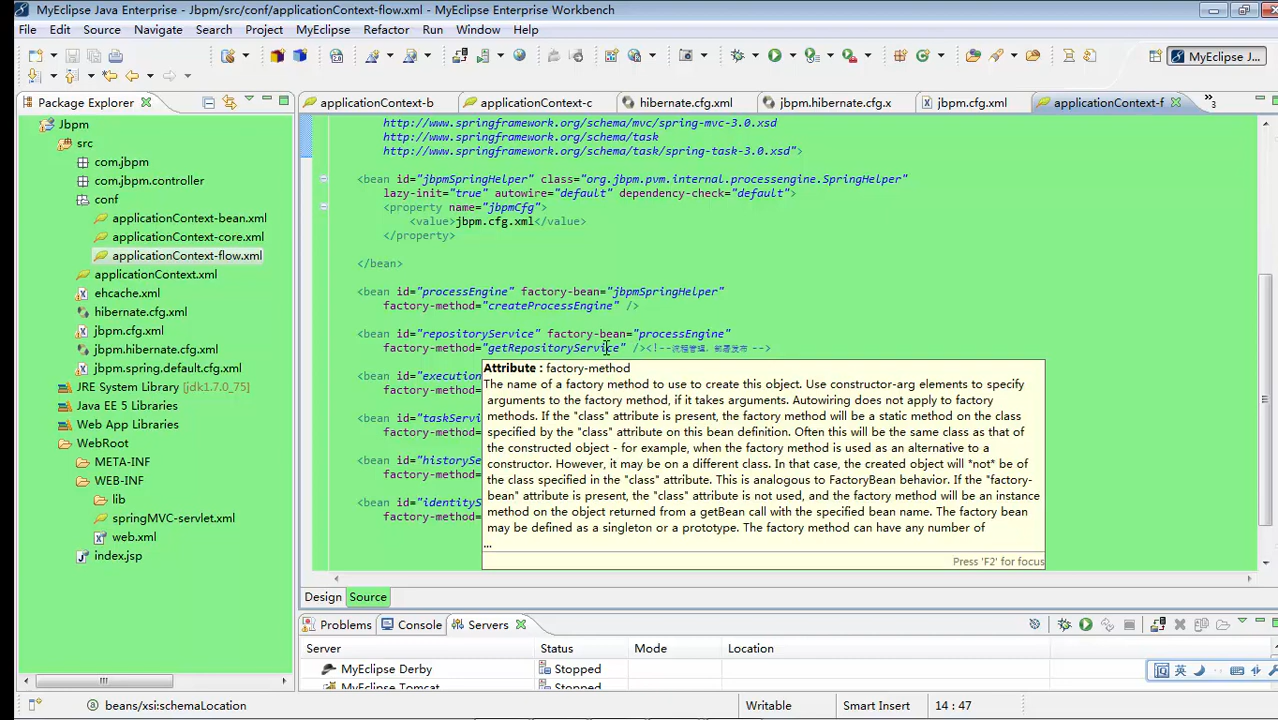 MyEclipse Java Enterprise - Jbpm/src/conf/applicationContext-flow.xml - MyEclipse Enterprise Workbench
File Edit Source Navigate Search Project MyEclipse Refactor Run Window Help
MyEclipse J...
Package Explorer
applicationContext-b applicationContext-c hibernate.cfg.xml jbpm.hibernate.cfg.x jbpm.cfg.xml applicationContext-f 3
Jbpm
src
com.jbpm
com.jbpm.controller
conf
applicationContext-bean.xml
applicationContext-core.xml
applicationContext-flow.xml
applicationContext.xml
ehcache.xml
hibernate.cfg.xml
jbpm.cfg.xml
jbpm.hibernate.cfg.xml
jbpm.spring.default.cfg.xml
JRE System Library [jdk1.7.0_75]
Java EE 5 Libraries
Web App Libraries
WebRoot
META-INF
WEB-INF
lib
springMVC-servlet.xml
web.xml
index.jsp
http://www.springframework.org/schema/mvc/spring-mvc-3.0.xsd
http://www.springframework.org/schema/task
http://www.springframework.org/schema/task/spring-task-3.0.xsd">
<bean id="jbpmSpringHelper" class="org.jbpm.pvm.internal.processengine.SpringHelper"
lazy-init="true" autowire="default" dependency-check="default">
<property name="jbpmCfg">
<value>jbpm.cfg.xml</value>
</property>
</bean>
<bean id="processEngine" factory-bean="jbpmSpringHelper"
factory-method="createProcessEngine" />
<bean id="repositoryService" factory-bean="processEngine"
factory-method="getRepositoryService" /><!--流程管理，部署发布 -->
<bean id="execution
factory-method=
<bean id="taskServi
factory-method=
<bean id="historySe
factory-method=
<bean id="identityS
factory-method=
Attribute : factory-method
The name of a factory method to use to create this object. Use constructor-arg elements to specify
arguments to the factory method, if it takes arguments. Autowiring does not apply to factory
methods. If the "class" attribute is present, the factory method will be a static method on the class
specified by the "class" attribute on this bean definition. Often this will be the same class as that of
the constructed object - for example, when the factory method is used as an alternative to a
constructor. However, it may be on a different class. In that case, the created object will *not* be of
the class specified in the "class" attribute. This is analogous to FactoryBean behavior. If the "factory-
bean" attribute is present, the "class" attribute is not used, and the factory method will be an instance
method on the object returned from a getBean call with the specified bean name. The factory bean
may be defined as a singleton or a prototype. The factory method can have any number of
...
Press 'F2' for focus
Design Source
Problems Console Servers
Server Status Mode Location
MyEclipse Derby Stopped
MyEclipse Tomcat Stopped
英
beans/xsi:schemaLocation Writable Smart Insert 14 : 47